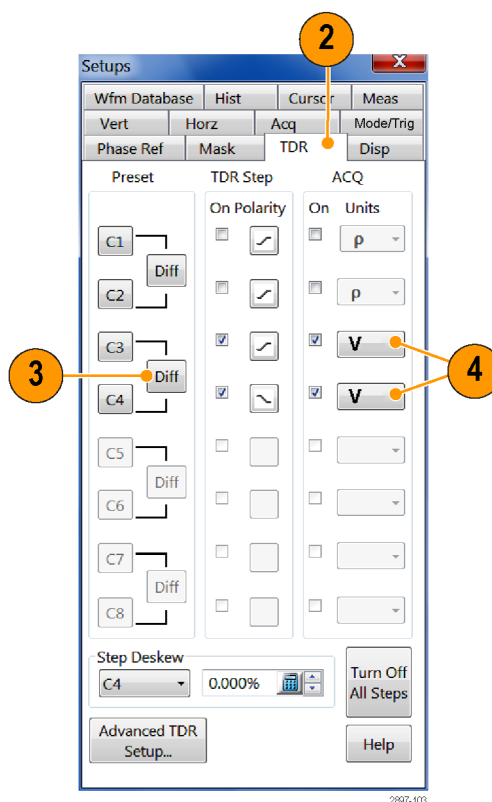 2
Setups
X
Wfm Database Hist Cursor Meas
Vert Horz Acq Mode/Trig
Phase Ref Mask TDR Disp
Preset TDR Step ACQ
On Polarity On Units
C1 ρ
Diff
C2 ρ
C3 V
3 Diff 4
C4 V
C5
Diff
C6
C7
Diff
C8
Step Deskew
C4 0.000%
Turn Off
All Steps
Advanced TDR
Setup...
Help
2897-103